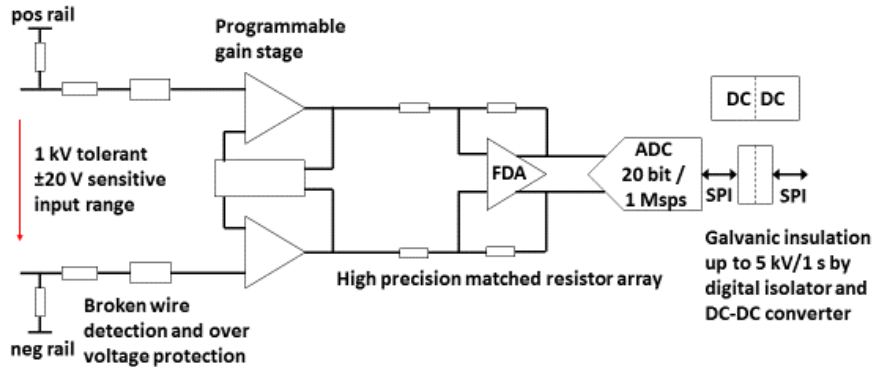 pos rail
Programmable
gain stage
DC DC
1 kV tolerant
±20 V sensitive
input range
FDA
ADC
20 bit /
1 Msps
SPI
SPI
Galvanic insulation
up to 5 kV/1 s by
digital isolator and
DC-DC converter
High precision matched resistor array
Broken wire
detection and over
voltage protection
neg rail